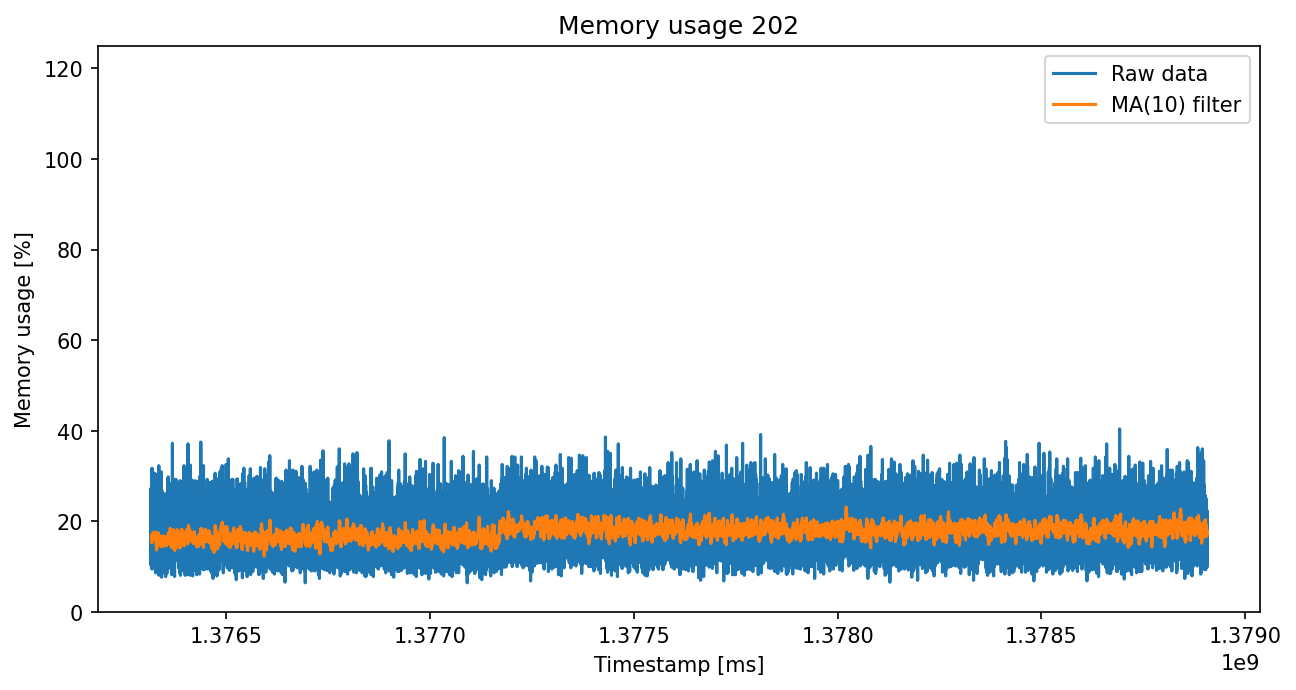 Memory usage 202
120
100
80
60
40
20
0
Memory usage [%]
Raw data
MA(10) filter
1.3765 1.3770 1.3775 1.3780 1.3785 1.3790
1e9
Timestamp [ms]